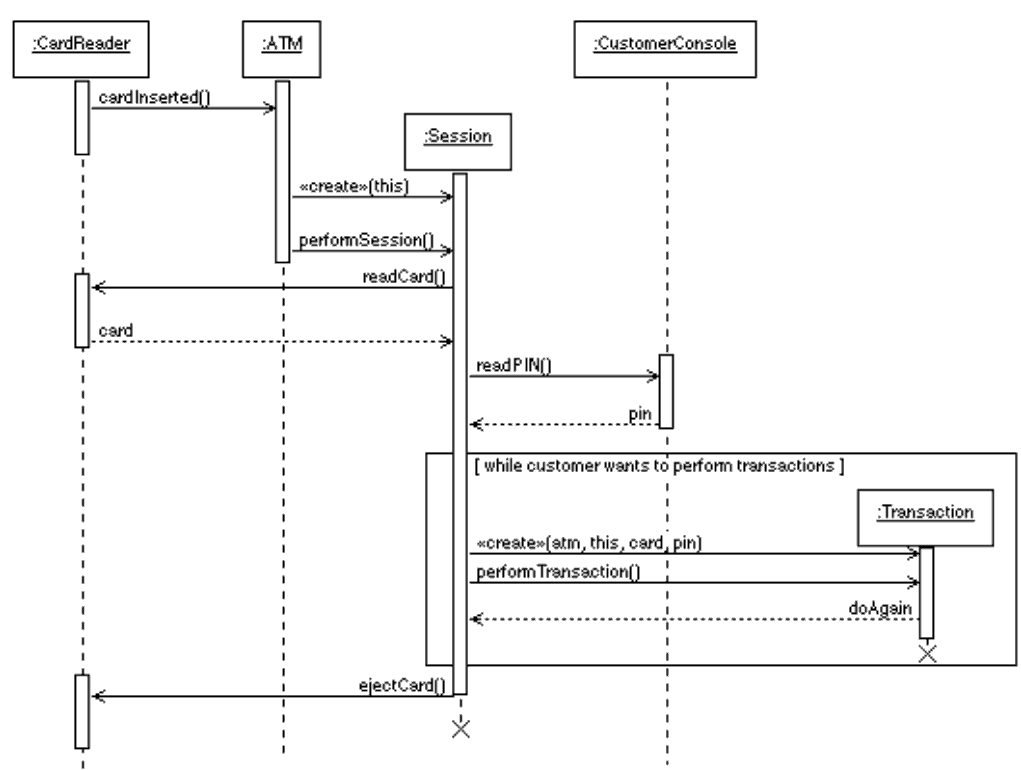 :CardReader
:ATM
:CustomerConsole
cardInserted()
:Session
«create»(this)
performSession()
readCard()
card
readPIN()
pin
[ while customer wants to perform transactions ]
:Transaction
«create»(atm, this, card, pin)
performTransaction()
doAgain
ejectCard()